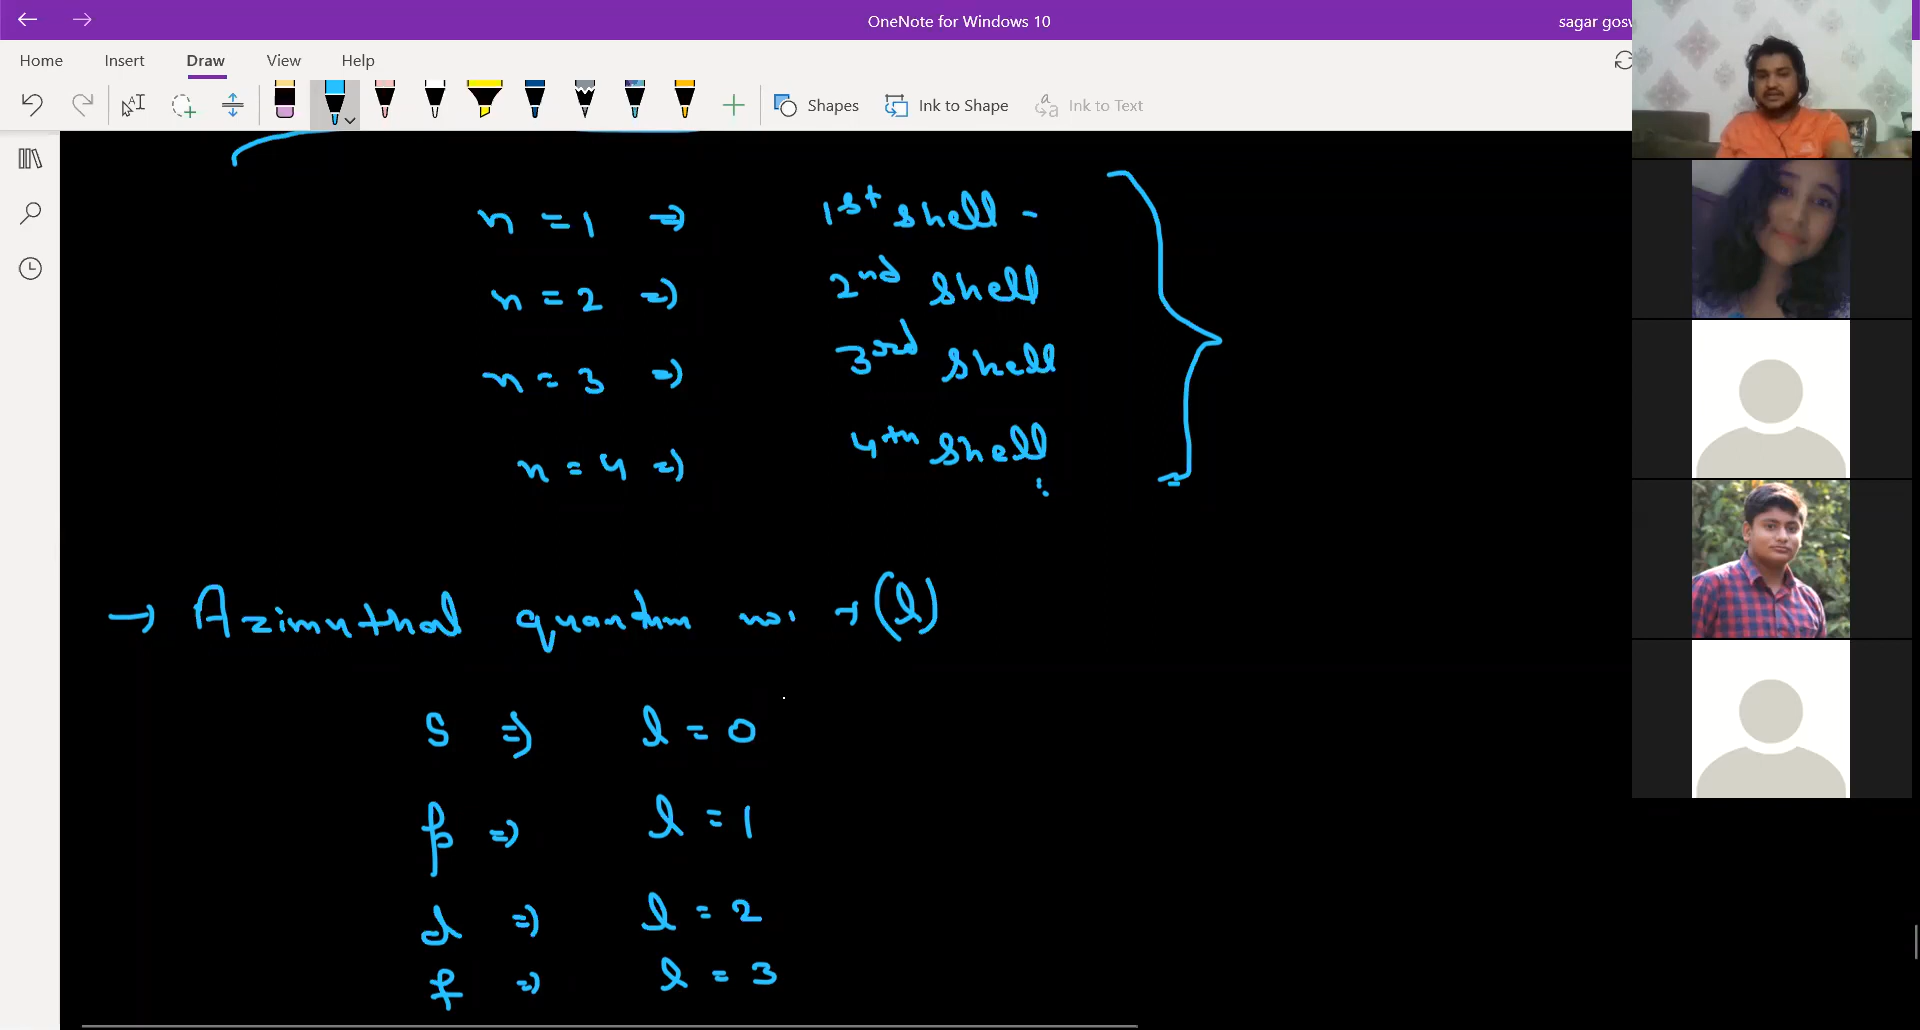 OneNote for Windows 10
sagar gosw
Home Insert Draw View Help
Shapes Ink to Shape Ink to Text
n = 1 ⇒ 1st shell -
n = 2 ⇒ 2nd shell
n = 3 ⇒ 3rd shell
n = 4 ⇒ 4th shell
→ Azimuthal quantum no. → (l)
s ⇒ l = 0
p ⇒ l = 1
d ⇒ l = 2
f ⇒ l = 3